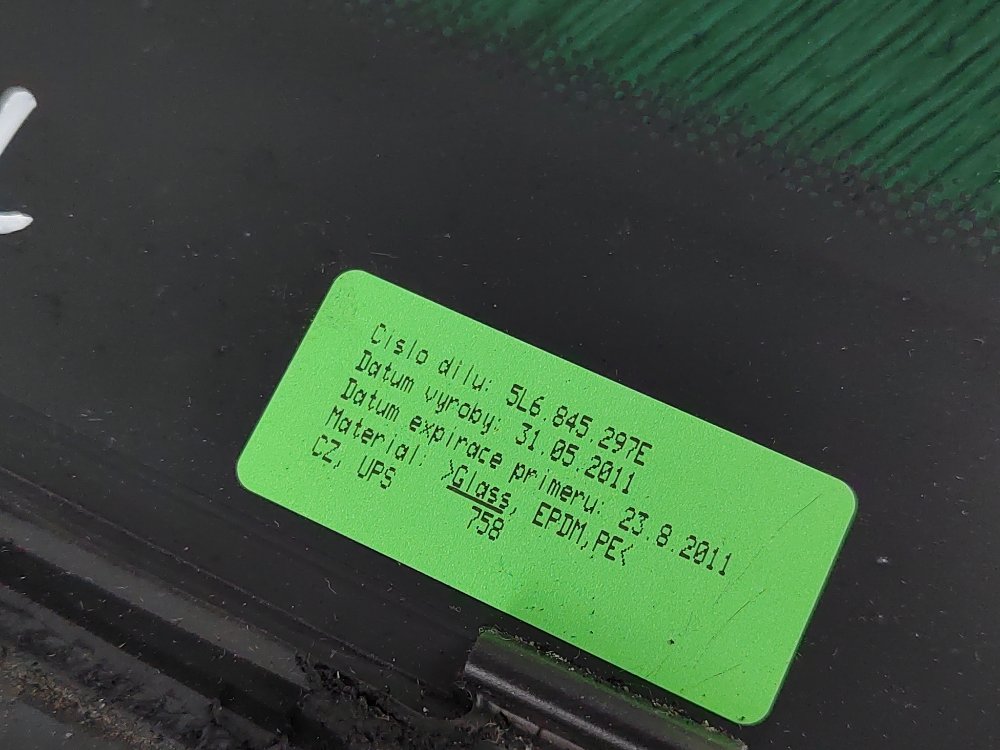 Cislo dilu: 5L6.845.297E
Datum vyroby: 31.05.2011
Datum expirace primeru: 23.8.2011
Material: >Glass, EPDM,PE<
CZ, UPS 758